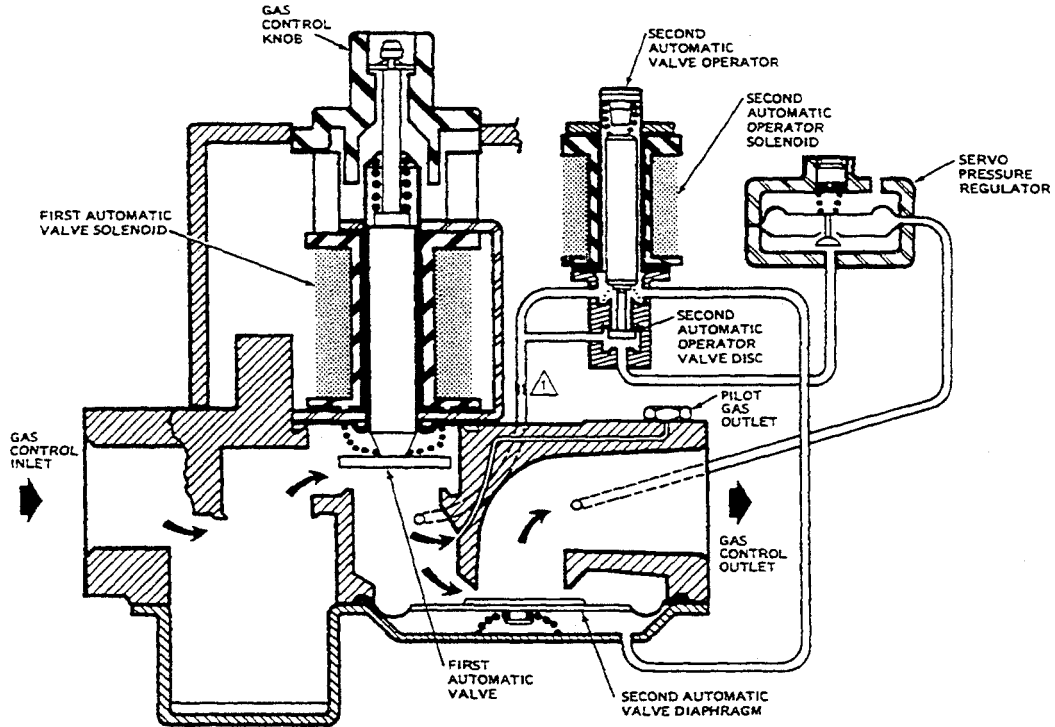 GAS
CONTROL
KNOB
SECOND
AUTOMATIC
VALVE OPERATOR
SECOND
AUTOMATIC
OPERATOR
SOLENOID
SERVO
PRESSURE
REGULATOR
FIRST AUTOMATIC
VALVE SOLENOID
SECOND
AUTOMATIC
OPERATOR
VALVE DISC
1
PILOT
GAS
OUTLET
GAS
CONTROL
INLET
GAS
CONTROL
OUTLET
FIRST
AUTOMATIC
VALVE
SECOND AUTOMATIC
VALVE DIAPHRAGM